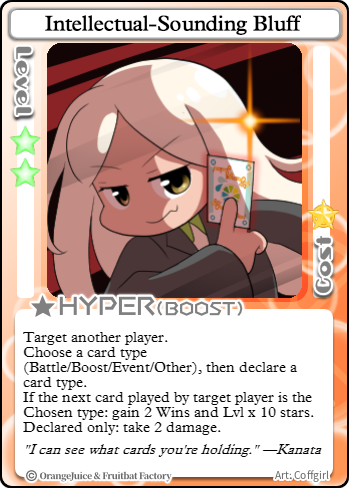 Intellectual-Sounding Bluff
Level
Cost
HYPER(BOOST)
Target another player.
Choose a card type
(Battle/Boost/Event/Other), then declare a
card type.
If the next card played by target player is the
Chosen type: gain 2 Wins and Lvl x 10 stars.
Declared only: take 2 damage.
"I can see what cards you're holding." —Kanata
© OrangeJuice & Fruitbat Factory
Art: Coffgirl